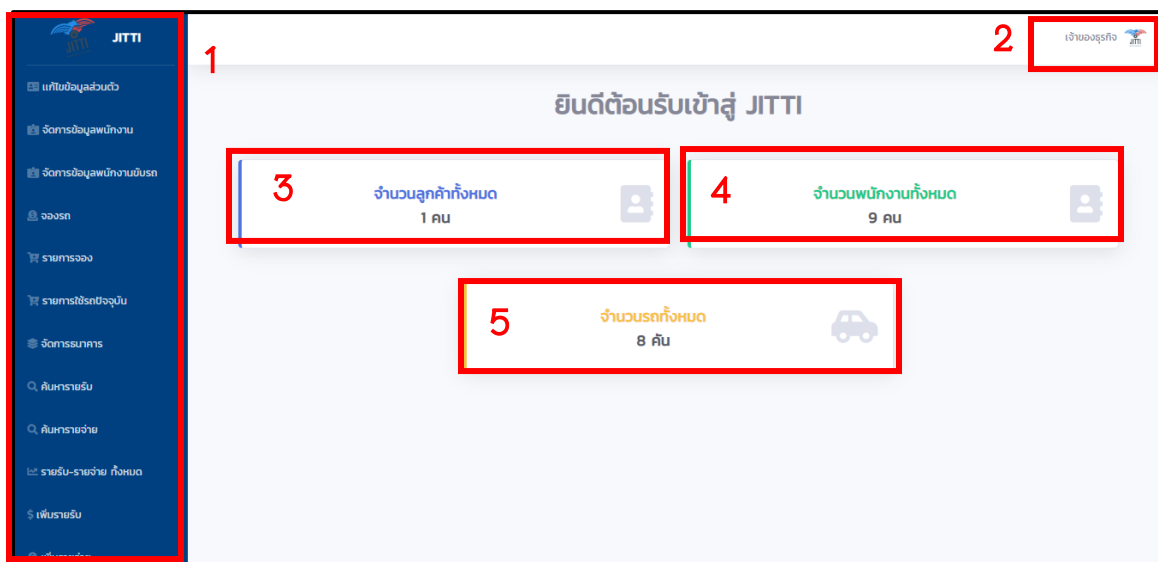 JITTI
JITTI
แก้ไขข้อมูลส่วนตัว
จัดการข้อมูลพนักงาน
จัดการข้อมูลพนักงานขับรถ
จองรถ
รายการจอง
รายการใช้รถปัจจุบัน
จัดการธนาคาร
ค้นหารายรับ
ค้นหารายจ่าย
รายรับ-รายจ่าย ทั้งหมด
$ เพิ่มรายรับ
1
2
เจ้าของธุรกิจ
JITTI
ยินดีต้อนรับเข้าสู่ JITTI
3
จำนวนลูกค้าทั้งหมด
1 คน
4
จำนวนพนักงานทั้งหมด
9 คน
5
จำนวนรถทั้งหมด
8 คัน